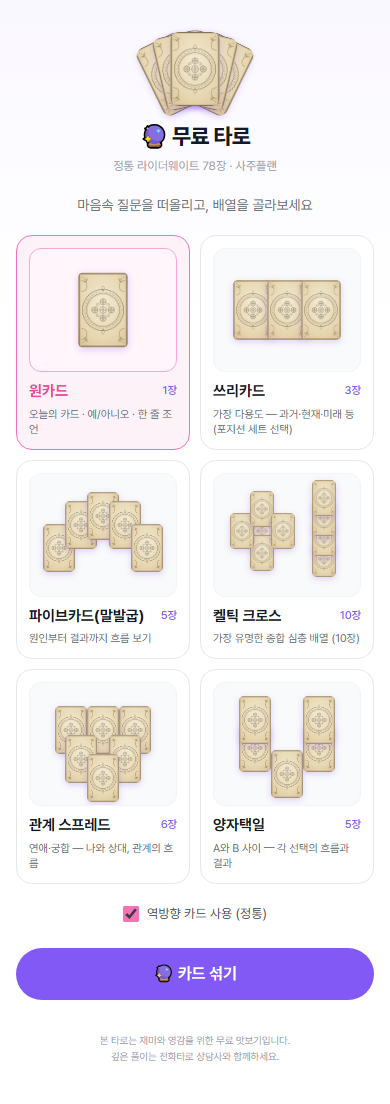 🔮 무료 타로
정통 라이더웨이트 78장 · 사주플랜
마음속 질문을 떠올리고, 배열을 골라보세요
원카드 1장
오늘의 카드 · 예/아니오 · 한 줄 조
언
쓰리카드 3장
가장 다용도 — 과거·현재·미래 등
(포지션 세트 선택)
파이브카드(말발굽) 5장
원인부터 결과까지 흐름 보기
켈틱 크로스 10장
가장 유명한 종합 심층 배열 (10장)
관계 스프레드 6장
연애·궁합 — 나와 상대, 관계의 흐
름
양자택일 5장
A와 B 사이 — 각 선택의 흐름과
결과
역방향 카드 사용 (정통)
🔮 카드 섞기
본 타로는 재미와 영감을 위한 무료 맛보기입니다.
깊은 풀이는 전화타로 상담사와 함께하세요.